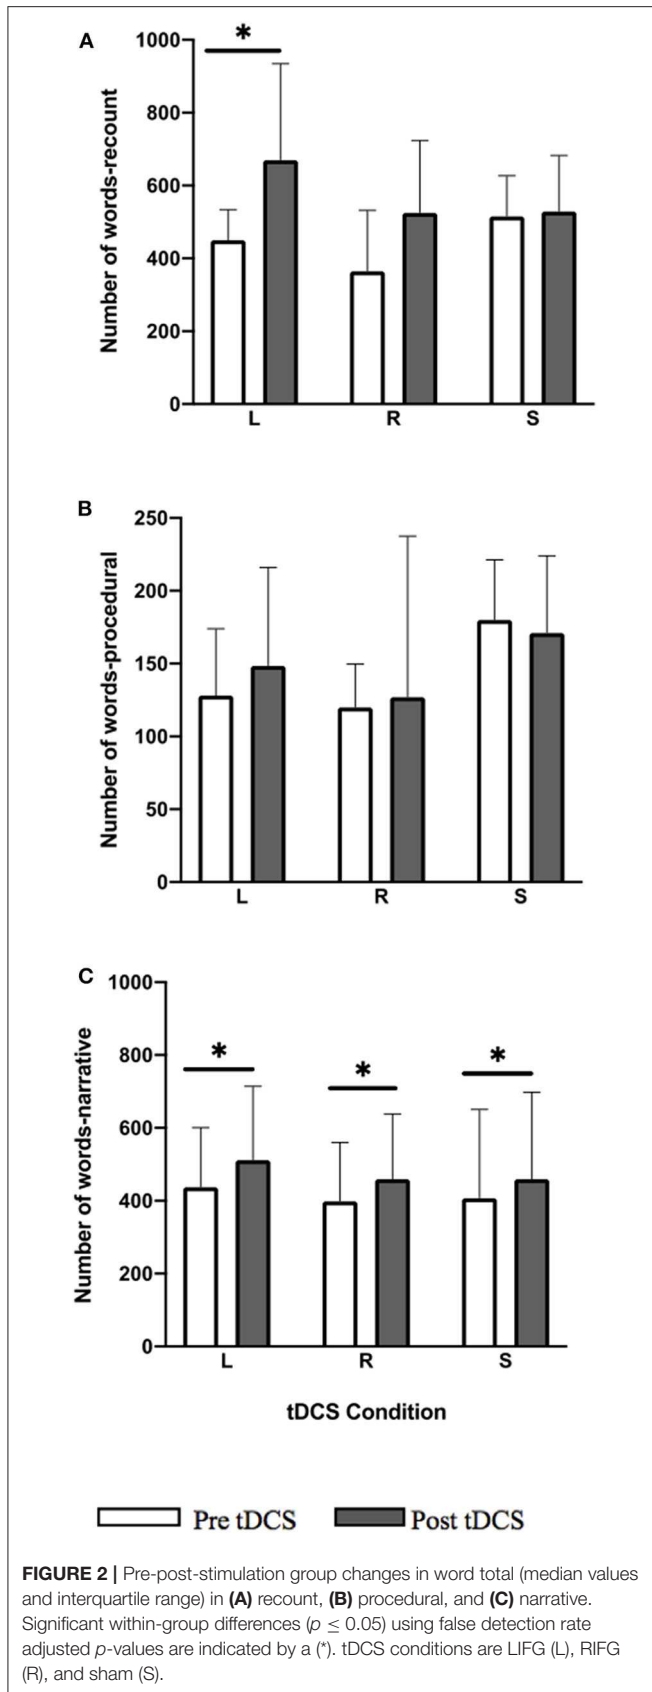 A
1000
*
800
600
400
200
0
Number of words-recount
L R S
B
250
200
150
100
50
0
Number of words-procedural
L R S
C
1000
* * *
800
600
400
200
0
Number of words-narrative
L R S
tDCS Condition
Pre tDCS Post tDCS
FIGURE 2 | Pre-post-stimulation group changes in word total (median values
and interquartile range) in (A) recount, (B) procedural, and (C) narrative.
Significant within-group differences (p ≤ 0.05) using false detection rate
adjusted p-values are indicated by a (*). tDCS conditions are LIFG (L), RIFG
(R), and sham (S).